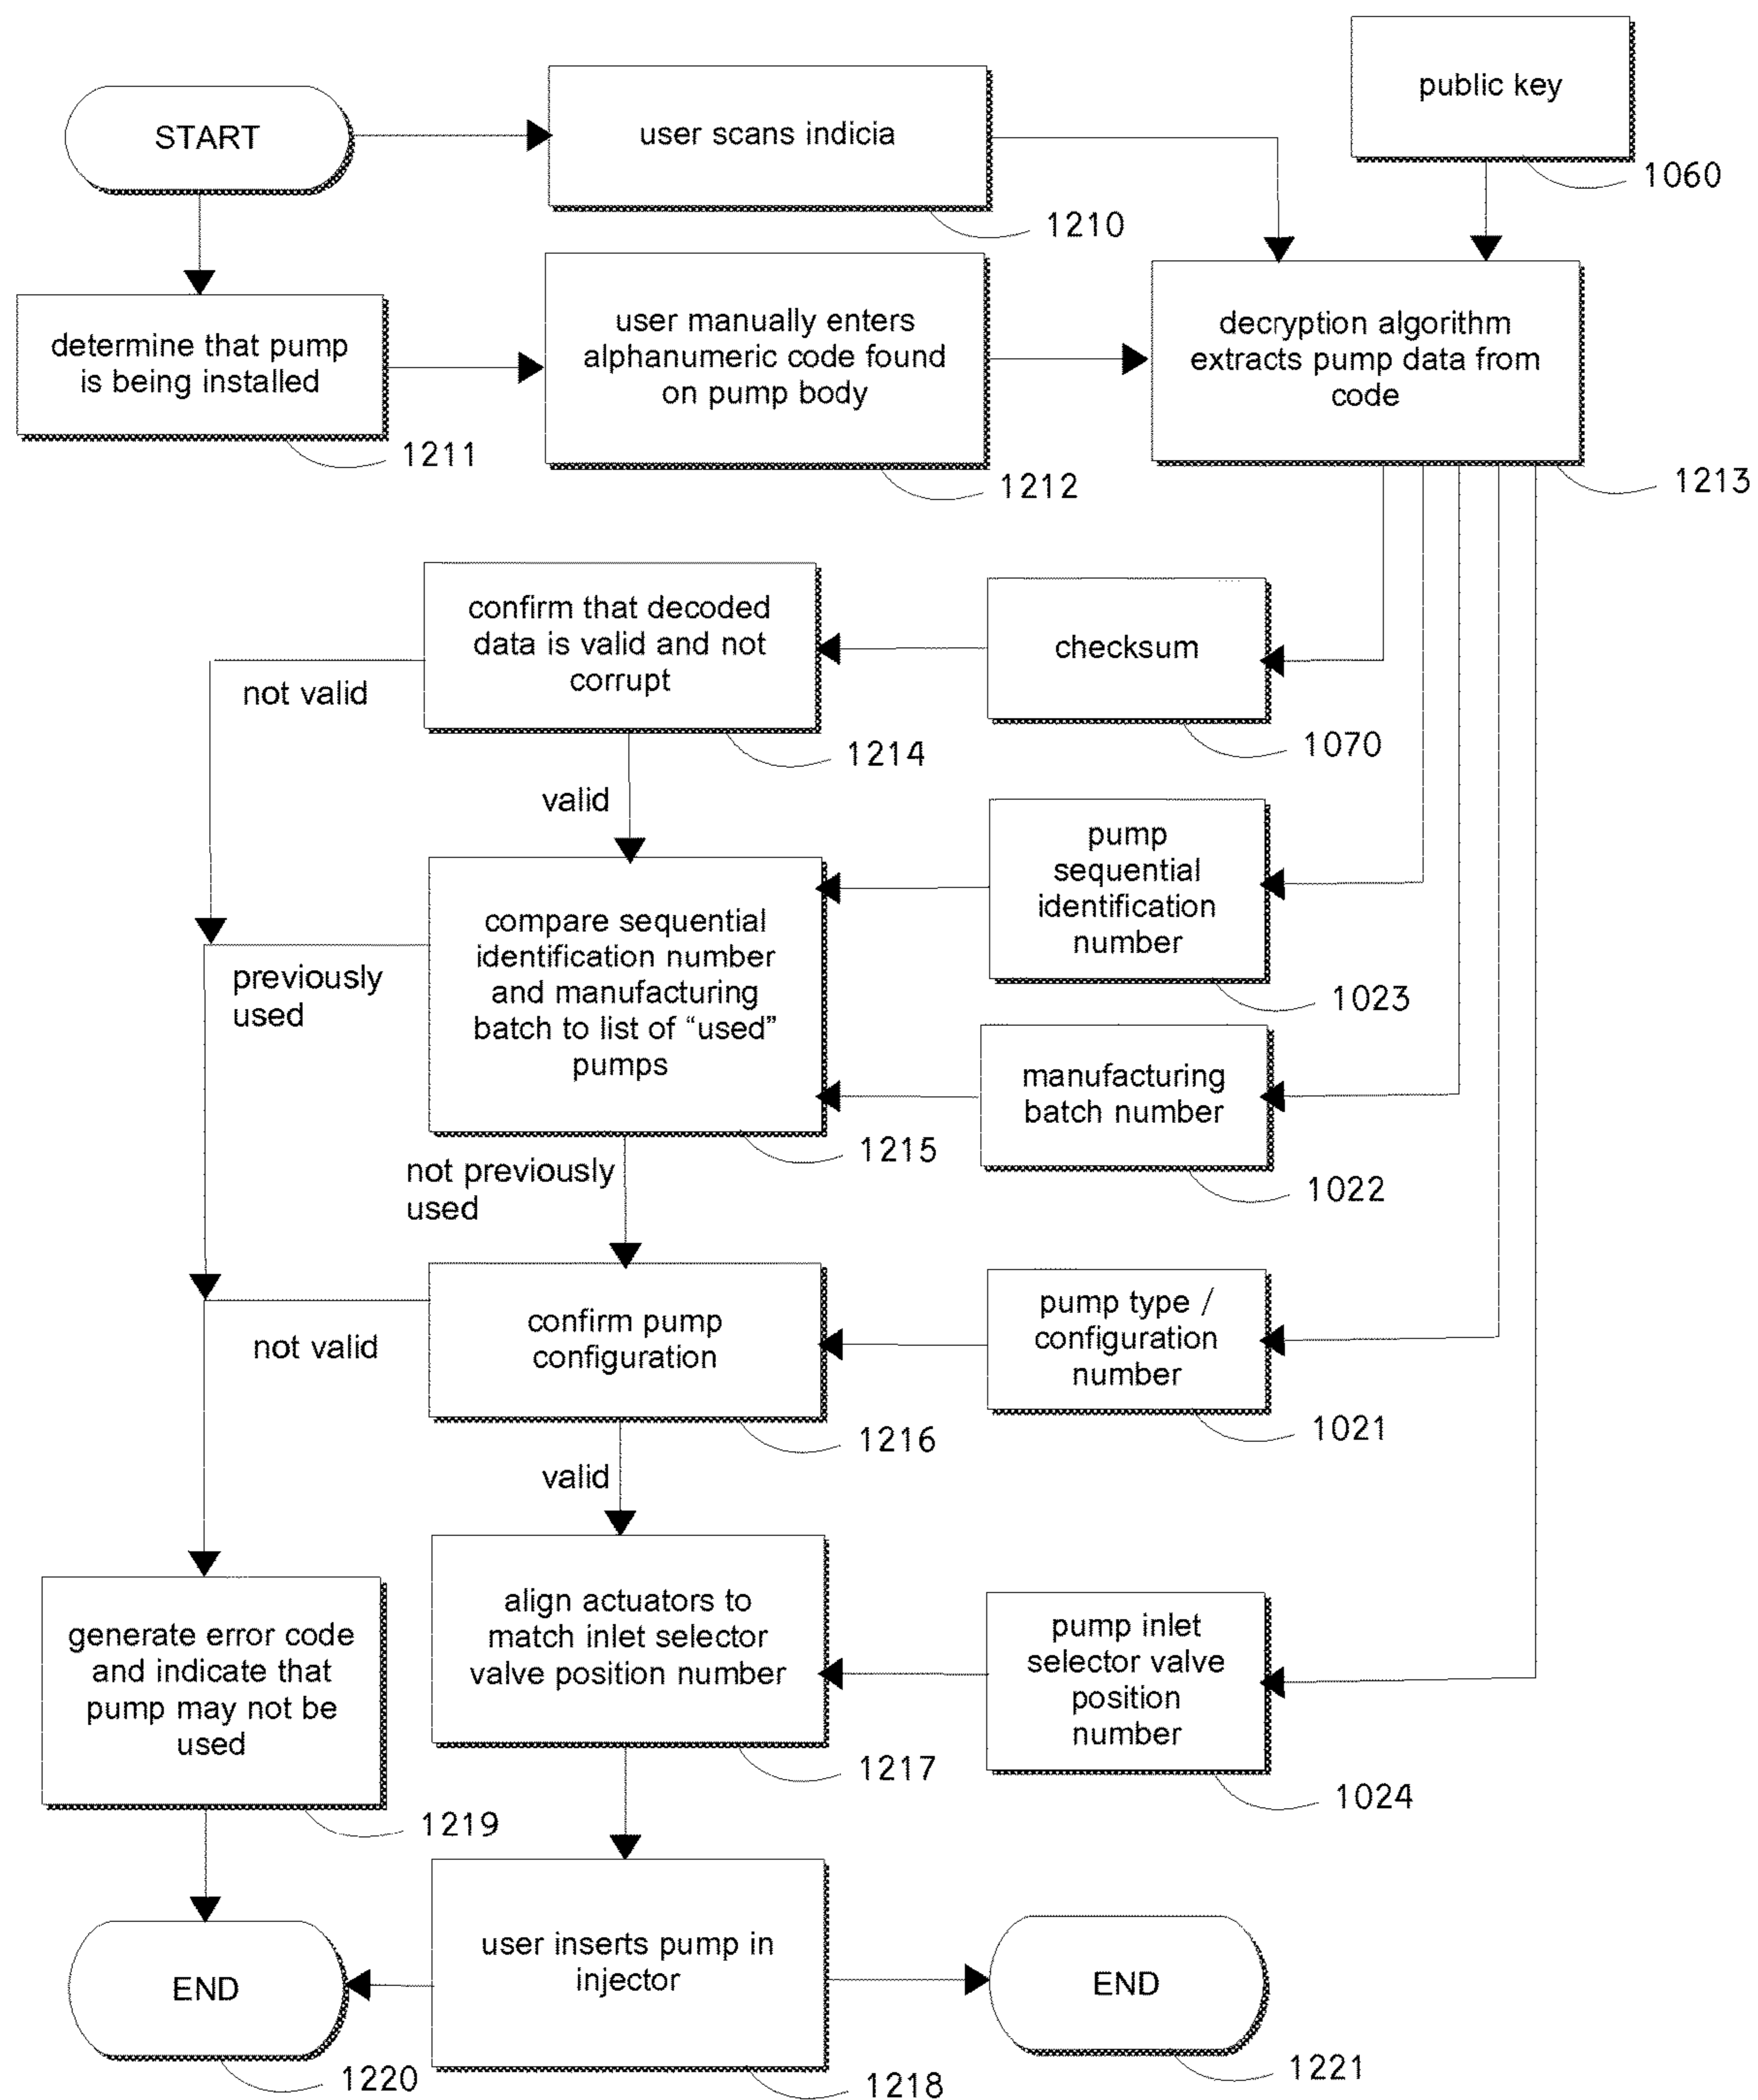 public key
1060
START
user scans indicia
1210
determine that pump
is being installed
1211
user manually enters
alphanumeric code found
on pump body
1212
decryption algorithm
extracts pump data from
code
1213
confirm that decoded
data is valid and not
corrupt
1214
checksum
1070
not valid
valid
pump
sequential
identification
number
1023
compare sequential
identification number
and manufacturing
batch to list of “used”
pumps
1215
previously
used
manufacturing
batch number
1022
not previously
used
confirm pump
configuration
1216
pump type /
configuration
number
1021
not valid
valid
align actuators to
match inlet selector
valve position number
1217
pump inlet
selector valve
position
number
1024
generate error code
and indicate that
pump may not be
used
1219
user inserts pump in
injector
1218
END
1220
END
1221